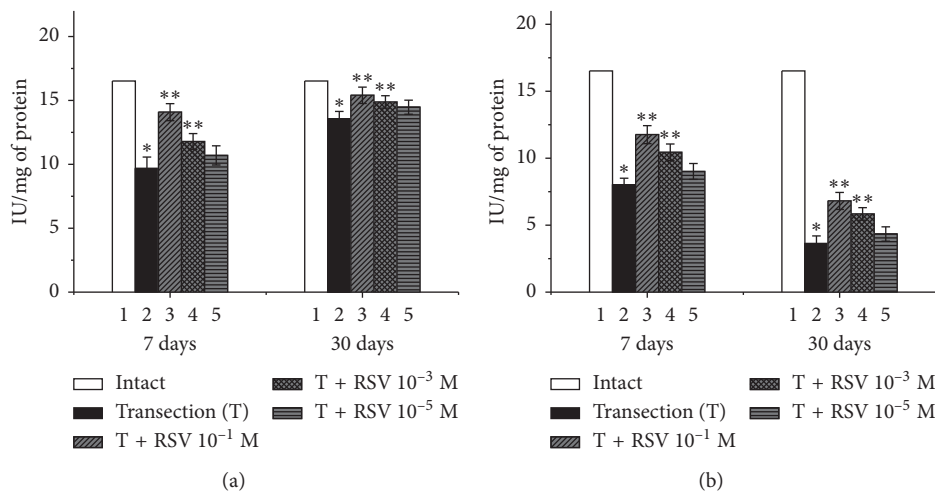 20
15
10
5
0
IU/mg of protein
** ** * ** ** *
1 2 3 4 5 1 2 3 4 5
7 days 30 days
Intact
Transection (T)
T + RSV 10⁻¹ M
T + RSV 10⁻³ M
T + RSV 10⁻⁵ M
(a)
20
15
10
5
0
IU/mg of protein
** ** * ** ** *
1 2 3 4 5 1 2 3 4 5
7 days 30 days
Intact
Transection (T)
T + RSV 10⁻¹ M
T + RSV 10⁻³ M
T + RSV 10⁻⁵ M
(b)